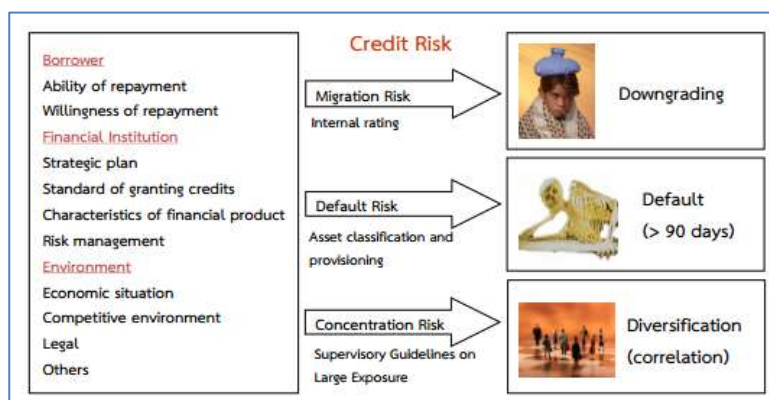 Credit Risk
Borrower
Ability of repayment
Willingness of repayment
Financial Institution
Strategic plan
Standard of granting credits
Characteristics of financial product
Risk management
Environment
Economic situation
Competitive environment
Legal
Others
Migration Risk
Internal rating
Downgrading
Default Risk
Asset classification and
provisioning
Default
(> 90 days)
Concentration Risk
Supervisory Guidelines on
Large Exposure
Diversification
(correlation)